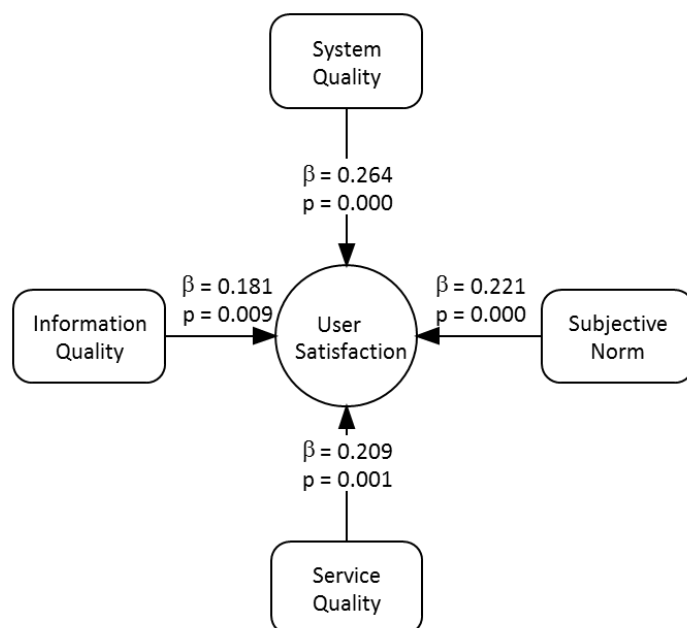 System
Quality
β = 0.264
p = 0.000
Information
Quality
β = 0.181
p = 0.009
User
Satisfaction
β = 0.221
p = 0.000
Subjective
Norm
β = 0.209
p = 0.001
Service
Quality